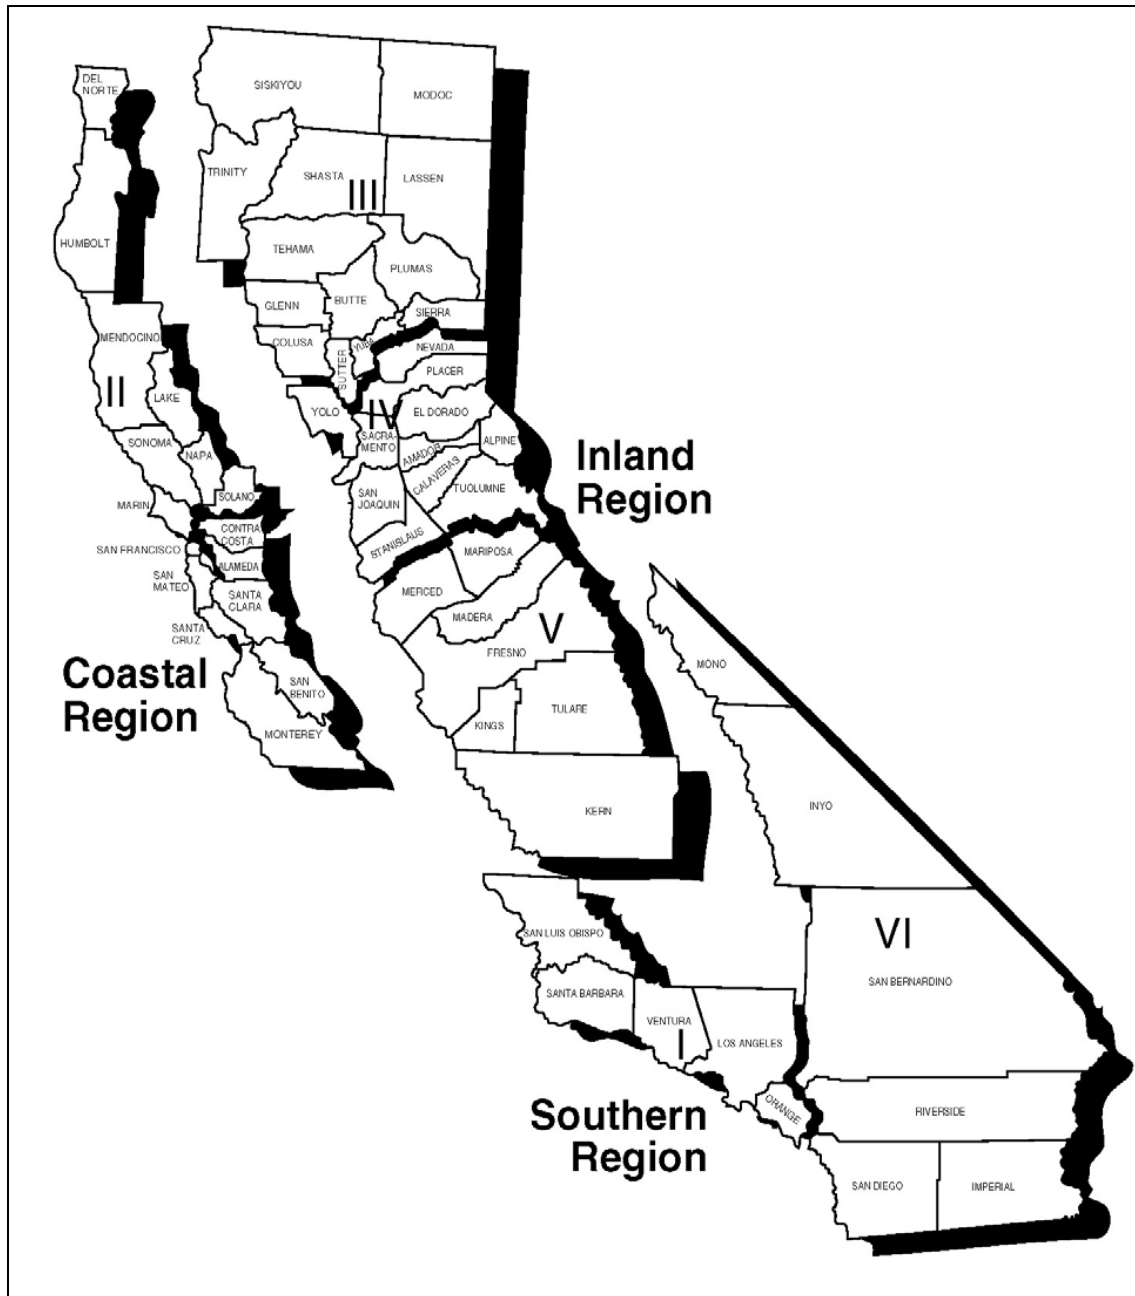 DEL
NORTE
HUMBOLT
MENDOCINO
II
LAKE
SONOMA
NAPA
SOLANO
MARIN
CONTRA
COSTA
SAN FRANCISCO
ALAMEDA
SAN
MATEO
SANTA
CLARA
SANTA
CRUZ
SAN
BENITO
MONTEREY
Coastal
Region
SISKIYOU
MODOC
TRINITY
SHASTA
III
LASSEN
TEHAMA
PLUMAS
GLENN
BUTTE
SIERRA
COLUSA
SUTTER
YUBA
NEVADA
PLACER
YOLO
IV
EL DORADO
SACRA-
MENTO
ALPINE
AMADOR
CALAVERAS
TUOLUMNE
SAN
JOAQUIN
STANISLAUS
MARIPOSA
MERCED
MADERA
V
FRESNO
KINGS
TULARE
KERN
Inland
Region
MONO
INYO
VI
SAN BERNARDINO
SAN LUIS OBISPO
SANTA BARBARA
VENTURA
I
LOS ANGELES
ORANGE
RIVERSIDE
SAN DIEGO
IMPERIAL
Southern
Region